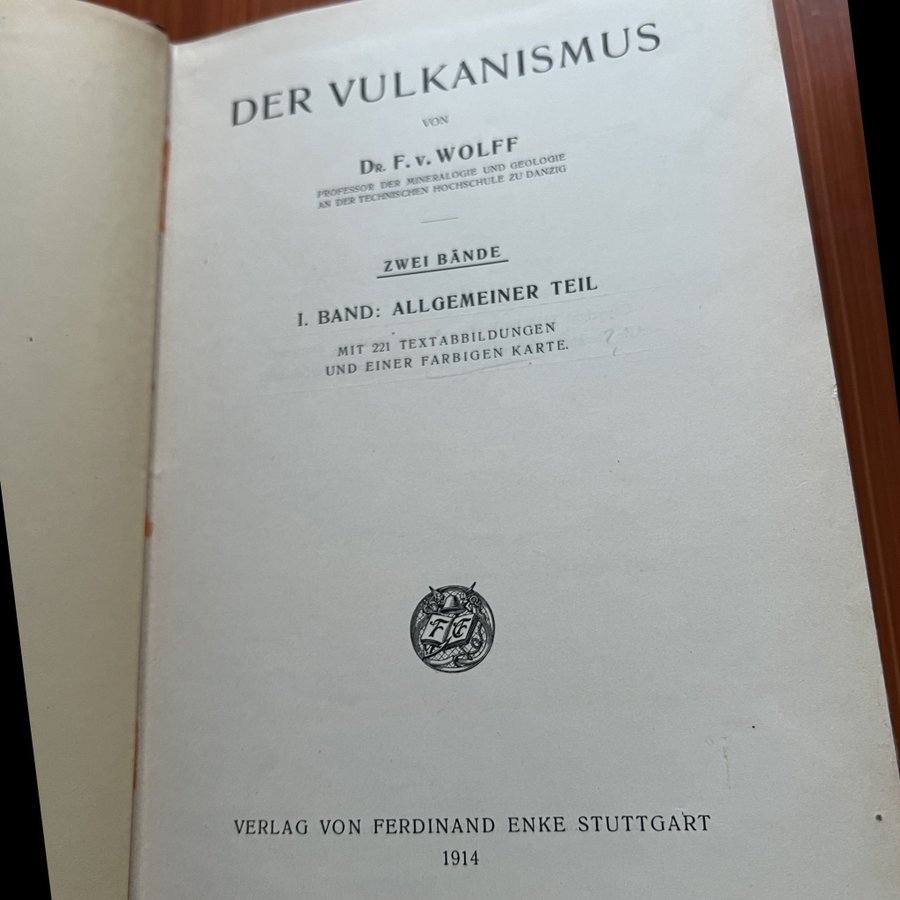 DER VULKANISMUS
VON
DR. F. v. WOLFF
PROFESSOR DER MINERALOGIE UND GEOLOGIE
AN DER TECHNISCHEN HOCHSCHULE ZU DANZIG
ZWEI BÄNDE
I. BAND: ALLGEMEINER TEIL
MIT 221 TEXTABBILDUNGEN
UND EINER FARBIGEN KARTE.
F E
VERLAG VON FERDINAND ENKE STUTTGART
1914